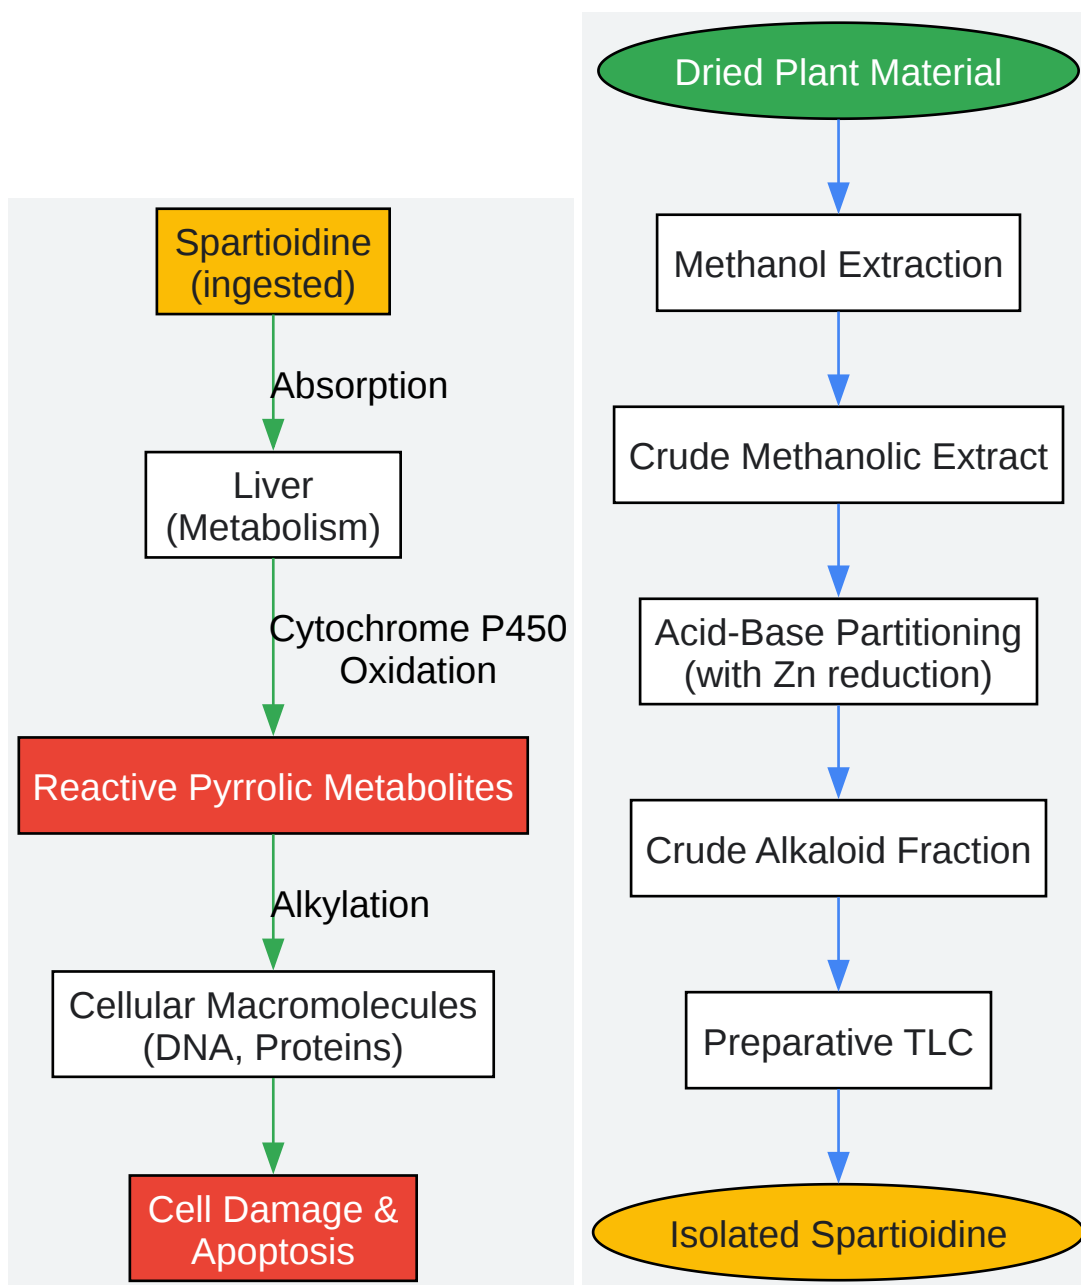 Spartioidine
(ingested)
Absorption
Liver
(Metabolism)
Cytochrome P450
Oxidation
Reactive Pyrrolic Metabolites
Alkylation
Cellular Macromolecules
(DNA, Proteins)
Cell Damage &
Apoptosis
Dried Plant Material
Methanol Extraction
Crude Methanolic Extract
Acid-Base Partitioning
(with Zn reduction)
Crude Alkaloid Fraction
Preparative TLC
Isolated Spartioidine